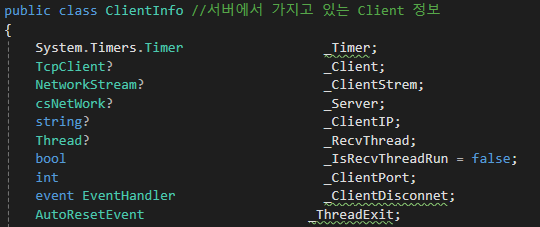 public class ClientInfo //서버에서 가지고 있는 Client 정보
{
System.Timers.Timer _Timer;
TcpClient? _Client;
NetworkStream? _ClientStrem;
csNetWork? _Server;
string? _ClientIP;
Thread? _RecvThread;
bool _IsRecvThreadRun = false;
int _ClientPort;
event EventHandler _ClientDisconnet;
AutoResetEvent _ThreadExit;